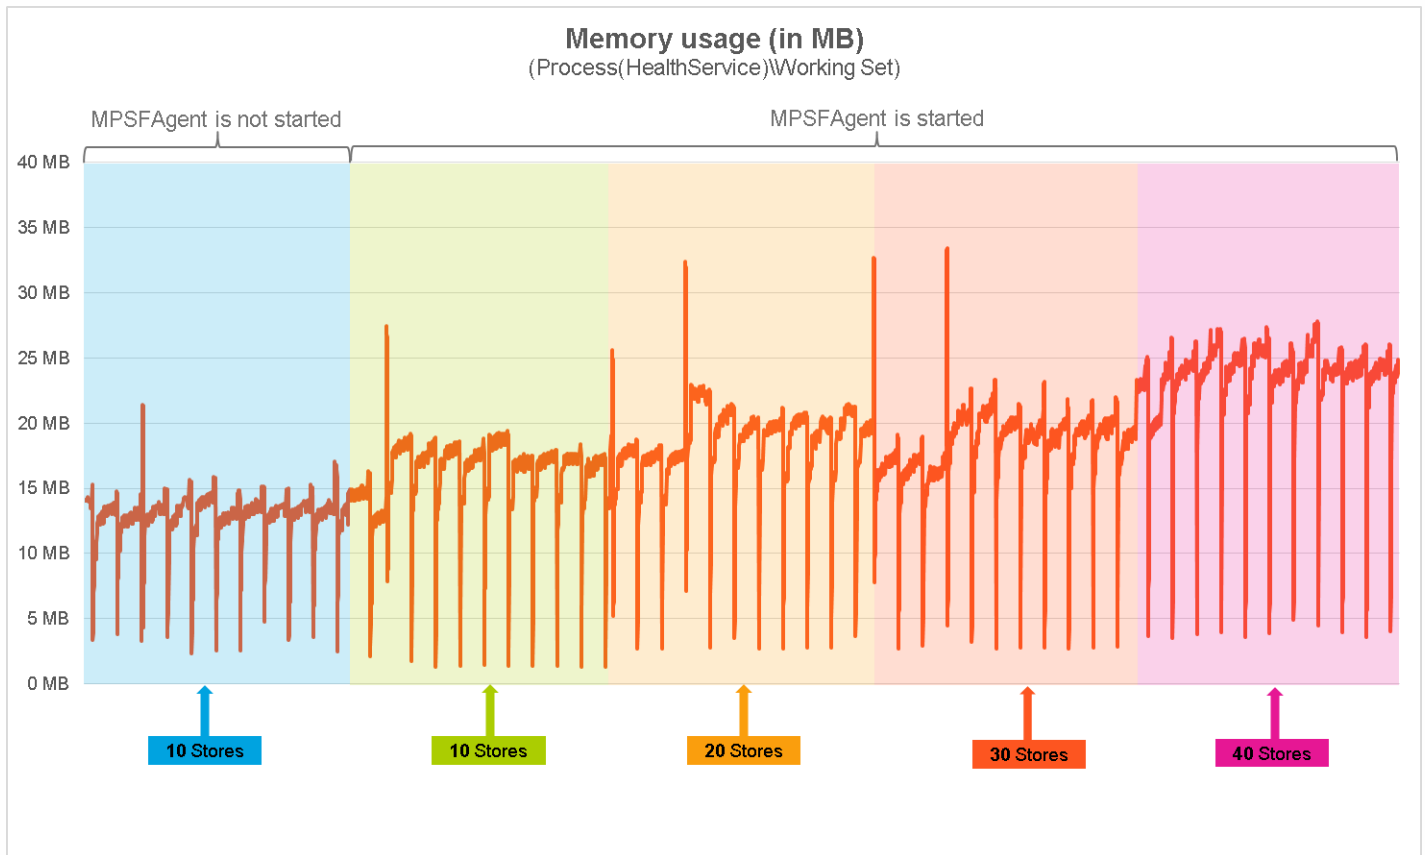 Memory usage (in MB)
(Process(HealthService)\Working Set)
MPSFAgent is not started
MPSFAgent is started
40 MB
35 MB
30 MB
25 MB
20 MB
15 MB
10 MB
5 MB
0 MB
10 Stores
10 Stores
20 Stores
30 Stores
40 Stores